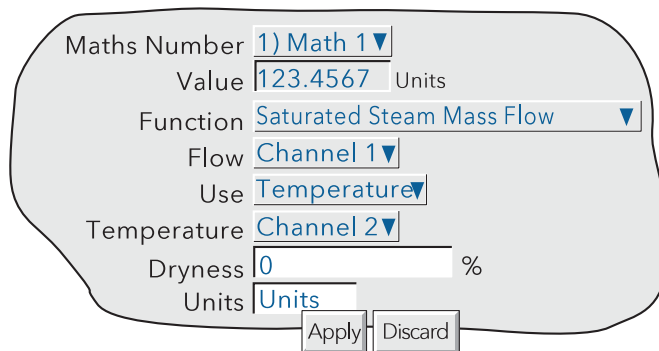 Maths Number 1) Math 1
Value 123.4567 Units
Function Saturated Steam Mass Flow
Flow Channel 1
Use Temperature
Temperature Channel 2
Dryness 0 %
Units Units
Apply Discard